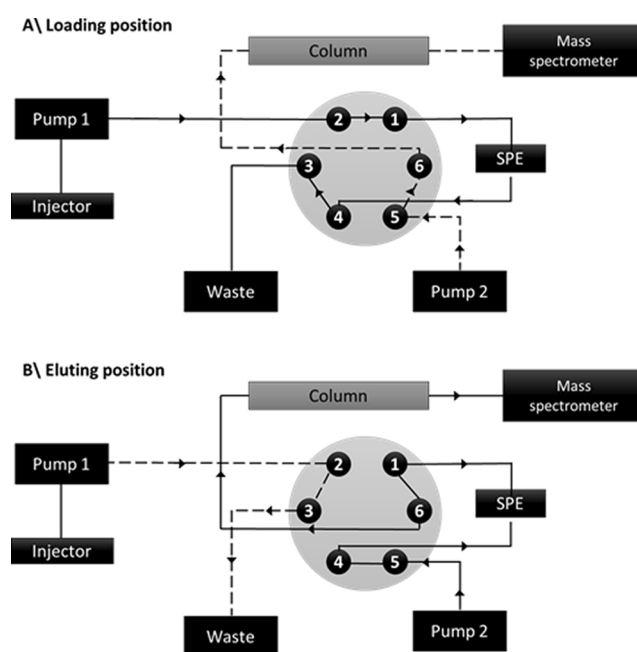 A\ Loading position
Column
Mass
spectrometer
Pump 1
2
1
3
6
SPE
Injector
4
5
Waste
Pump 2
B\ Eluting position
Column
Mass
spectrometer
Pump 1
2
1
3
6
SPE
Injector
4
5
Waste
Pump 2